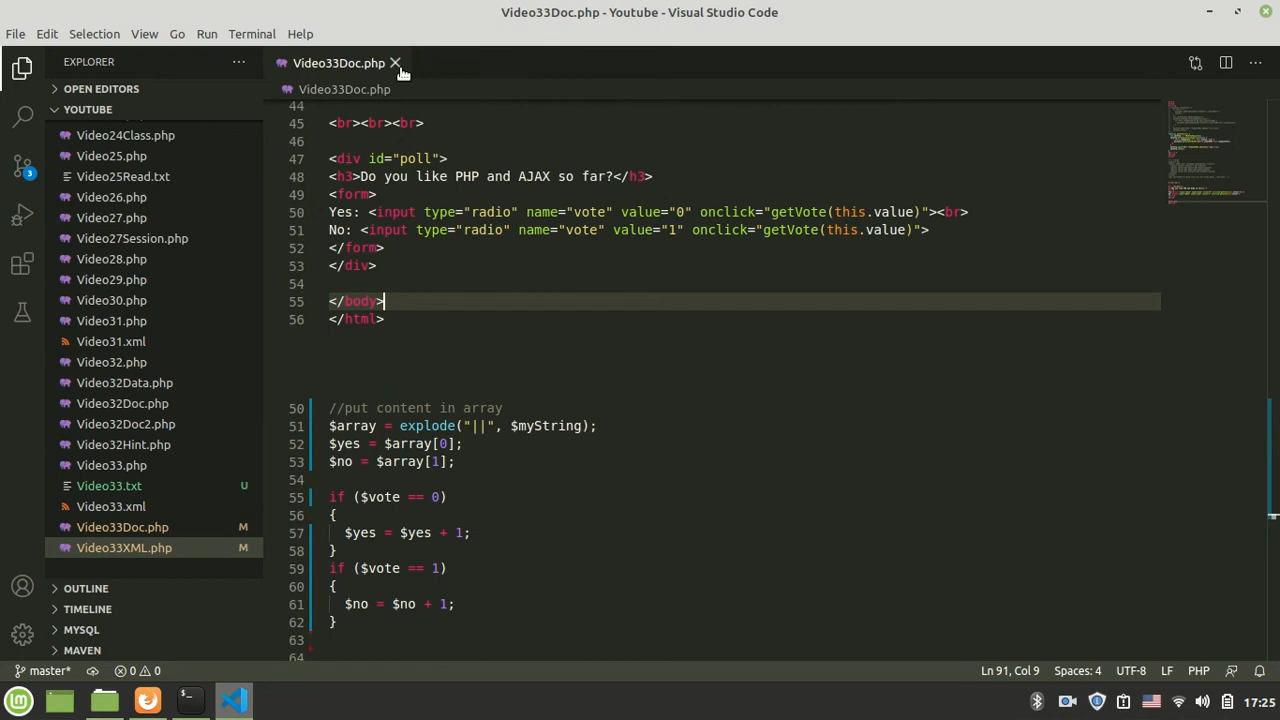 Video33Doc.php - Youtube - Visual Studio Code
File Edit Selection View Go Run Terminal Help
EXPLORER
OPEN EDITORS
YOUTUBE
Video24Class.php
Video25.php
Video25Read.txt
Video26.php
Video27.php
Video27Session.php
Video28.php
Video29.php
Video30.php
Video31.php
Video31.xml
Video32.php
Video32Data.php
Video32Doc.php
Video32Doc2.php
Video32Hint.php
Video33.php
Video33.txt U
Video33.xml
Video33Doc.php M
Video33XML.php M
OUTLINE
TIMELINE
MYSQL
MAVEN
3
Video33Doc.php
Video33Doc.php
44
45 <br><br><br>
46
47 <div id="poll">
48 <h3>Do you like PHP and AJAX so far?</h3>
49 <form>
50 Yes: <input type="radio" name="vote" value="0" onclick="getVote(this.value)"><br>
51 No: <input type="radio" name="vote" value="1" onclick="getVote(this.value)">
52 </form>
53 </div>
54
55 </body>
56 </html>
50 //put content in array
51 $array = explode("||", $myString);
52 $yes = $array[0];
53 $no = $array[1];
54
55 if ($vote == 0)
56 {
57 $yes = $yes + 1;
58 }
59 if ($vote == 1)
60 {
61 $no = $no + 1;
62 }
63
64
master* 0 0 Ln 91, Col 9 Spaces: 4 UTF-8 LF PHP
17:25